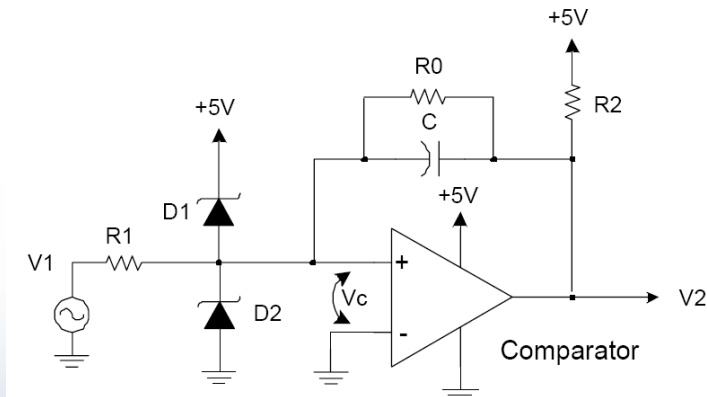 +5V
R0
R2
C
+5V
D1
+5V
R1
V1
+
Vc
D2
-
V2
Comparator